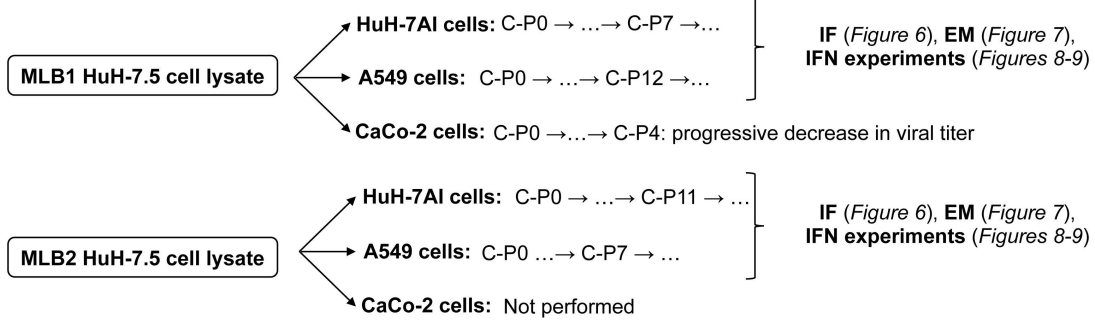 HuH-7AI cells: C-P0 → ...→ C-P7 →...
IF (Figure 6), EM (Figure 7),
IFN experiments (Figures 8-9)
MLB1 HuH-7.5 cell lysate
A549 cells: C-P0 → ...→ C-P12 →...
CaCo-2 cells: C-P0 →...→ C-P4: progressive decrease in viral titer
HuH-7AI cells: C-P0 → ...→ C-P11 → ...
IF (Figure 6), EM (Figure 7),
IFN experiments (Figures 8-9)
MLB2 HuH-7.5 cell lysate
A549 cells: C-P0 ...→ C-P7 → ...
CaCo-2 cells: Not performed